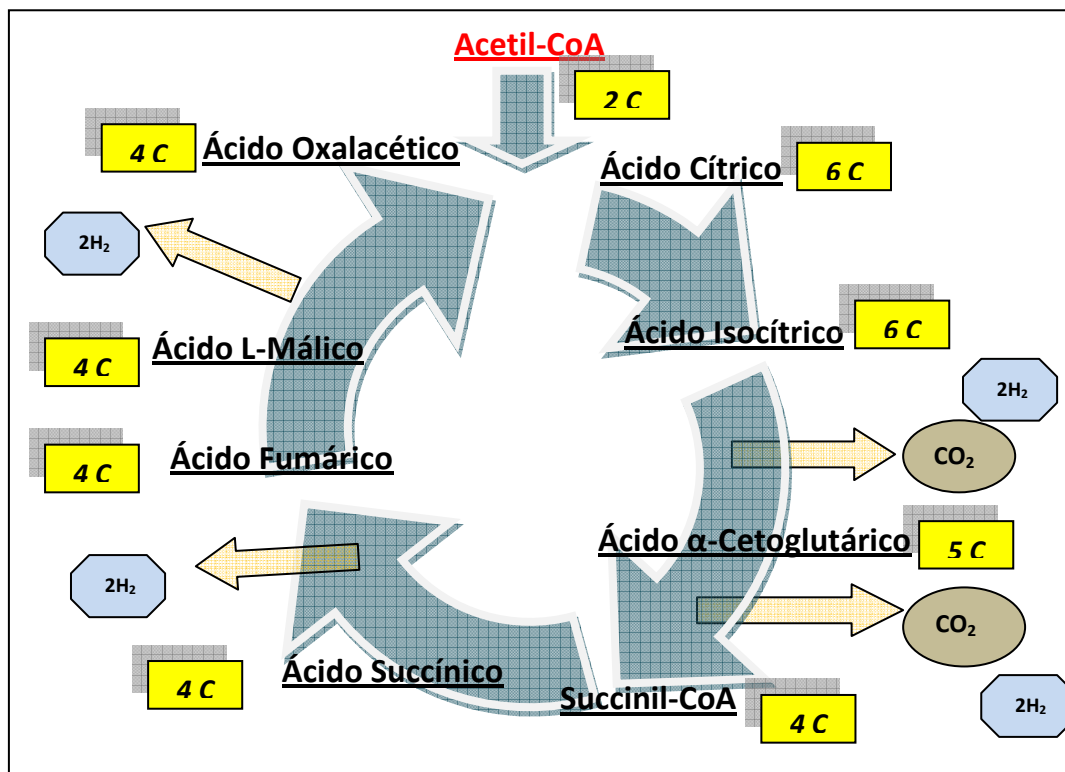 Acetil-CoA
2 C
4 C
Ácido Oxalacético
Ácido Cítrico
6 C
2H₂
Ácido Isocítrico
6 C
4 C
Ácido L-Málico
2H₂
CO₂
4 C
Ácido Fumárico
Ácido α-Cetoglutárico
5 C
2H₂
CO₂
4 C
Ácido Succínico
Succinil-CoA
4 C
2H₂